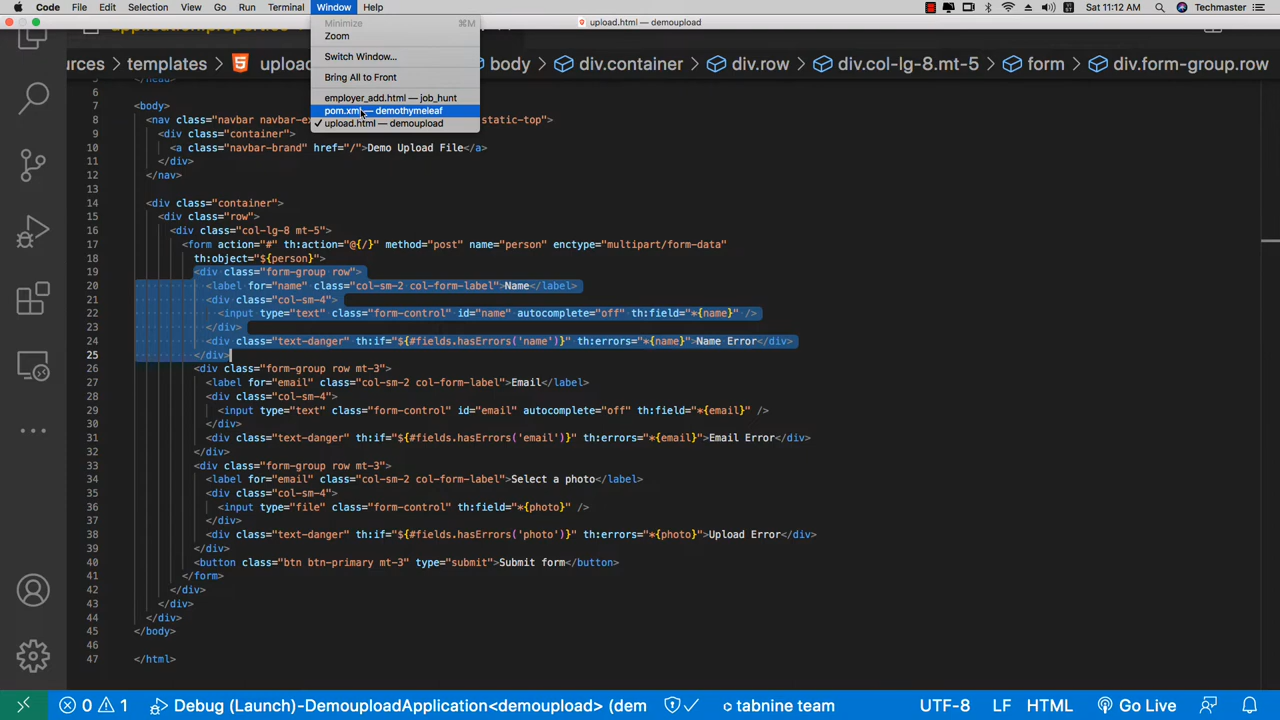 Code File Edit Selection View Go Run Terminal Window Help Sat 11:12 AM Techmaster
upload.html — demoupload
Minimize ⌘M
Zoom
Switch Window...
Bring All to Front
employer_add.html — job_hunt
pom.xml — demothymeleaf
✓ upload.html — demoupload
urces > templates > body > div.container > div.row > div.col-lg-8.mt-5 > form > div.form-group.row
5 </head>
6
7 <body>
8 <nav class="navbar static-top">
9 <div class="container">
10 <a class="navbar-brand" href="/">Demo Upload File</a>
11 </div>
12 </nav>
13
14 <div class="container">
15 <div class="row">
16 <div class="col-lg-8 mt-5">
17 <form action="#" th:action="@{/}" method="post" name="person" enctype="multipart/form-data"
18 th:object="${person}">
19 <div class="form-group row">
20 <label for="name" class="col-sm-2 col-form-label">Name</label>
21 <div class="col-sm-4">
22 <input type="text" class="form-control" id="name" autocomplete="off" th:field="*{name}" />
23 </div>
24 <div class="text-danger" th:if="${#fields.hasErrors('name')}" th:errors="*{name}">Name Error</div>
25 </div>
26 <div class="form-group row mt-3">
27 <label for="email" class="col-sm-2 col-form-label">Email</label>
28 <div class="col-sm-4">
29 <input type="text" class="form-control" id="email" autocomplete="off" th:field="*{email}" />
30 </div>
31 <div class="text-danger" th:if="${#fields.hasErrors('email')}" th:errors="*{email}">Email Error</div>
32 </div>
33 <div class="form-group row mt-3">
34 <label for="email" class="col-sm-2 col-form-label">Select a photo</label>
35 <div class="col-sm-4">
36 <input type="file" class="form-control" th:field="*{photo}" />
37 </div>
38 <div class="text-danger" th:if="${#fields.hasErrors('photo')}" th:errors="*{photo}">Upload Error</div>
39 </div>
40 <button class="btn btn-primary mt-3" type="submit">Submit form</button>
41 </form>
42 </div>
43 </div>
44 </div>
45 </body>
46
47 </html>
0 1 Debug (Launch)-DemouploadApplication<demoupload> (dem tabnine team UTF-8 LF HTML Go Live